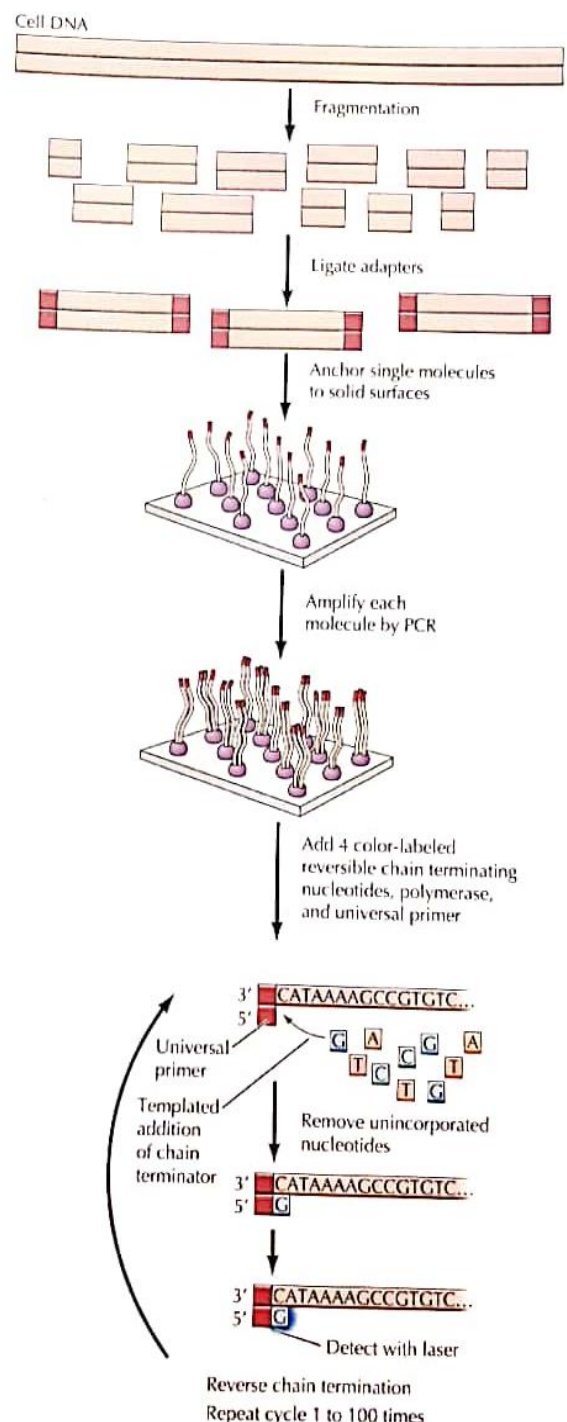 Cell DNA
Fragmentation
Ligate adapters
Anchor single molecules
to solid surfaces
Amplify each
molecule by PCR
Add 4 color-labeled
reversible chain terminating
nucleotides, polymerase,
and universal primer
3' CATAAAAGCCGTGTC...
5'
Universal
primer
G A C G A
T C T G T
Templated
addition
of chain
terminator
Remove unincorporated
nucleotides
3' CATAAAAGCCGTGTC...
5' G
3' CATAAAAGCCGTGTC...
5' G
Detect with laser
Reverse chain termination
Repeat cycle 1 to 100 times